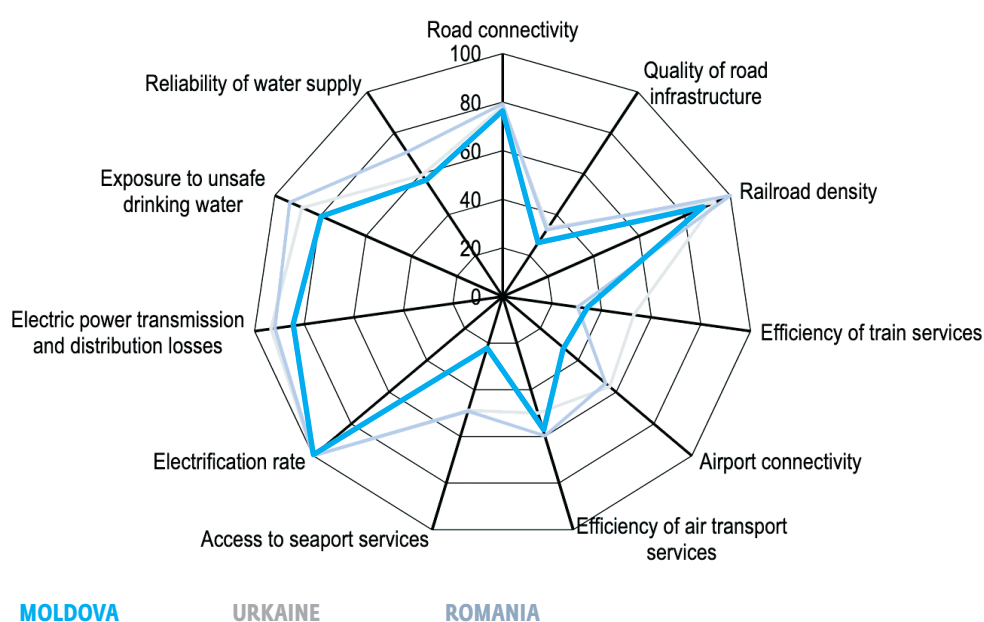 Road connectivity
100
Reliability of water supply
Quality of road
infrastructure
80
60
Exposure to unsafe
drinking water
Railroad density
40
20
0
Electric power transmission
and distribution losses
Efficiency of train services
Electrification rate
Airport connectivity
Access to seaport services
Efficiency of air transport
services
MOLDOVA
URKAINE
ROMANIA